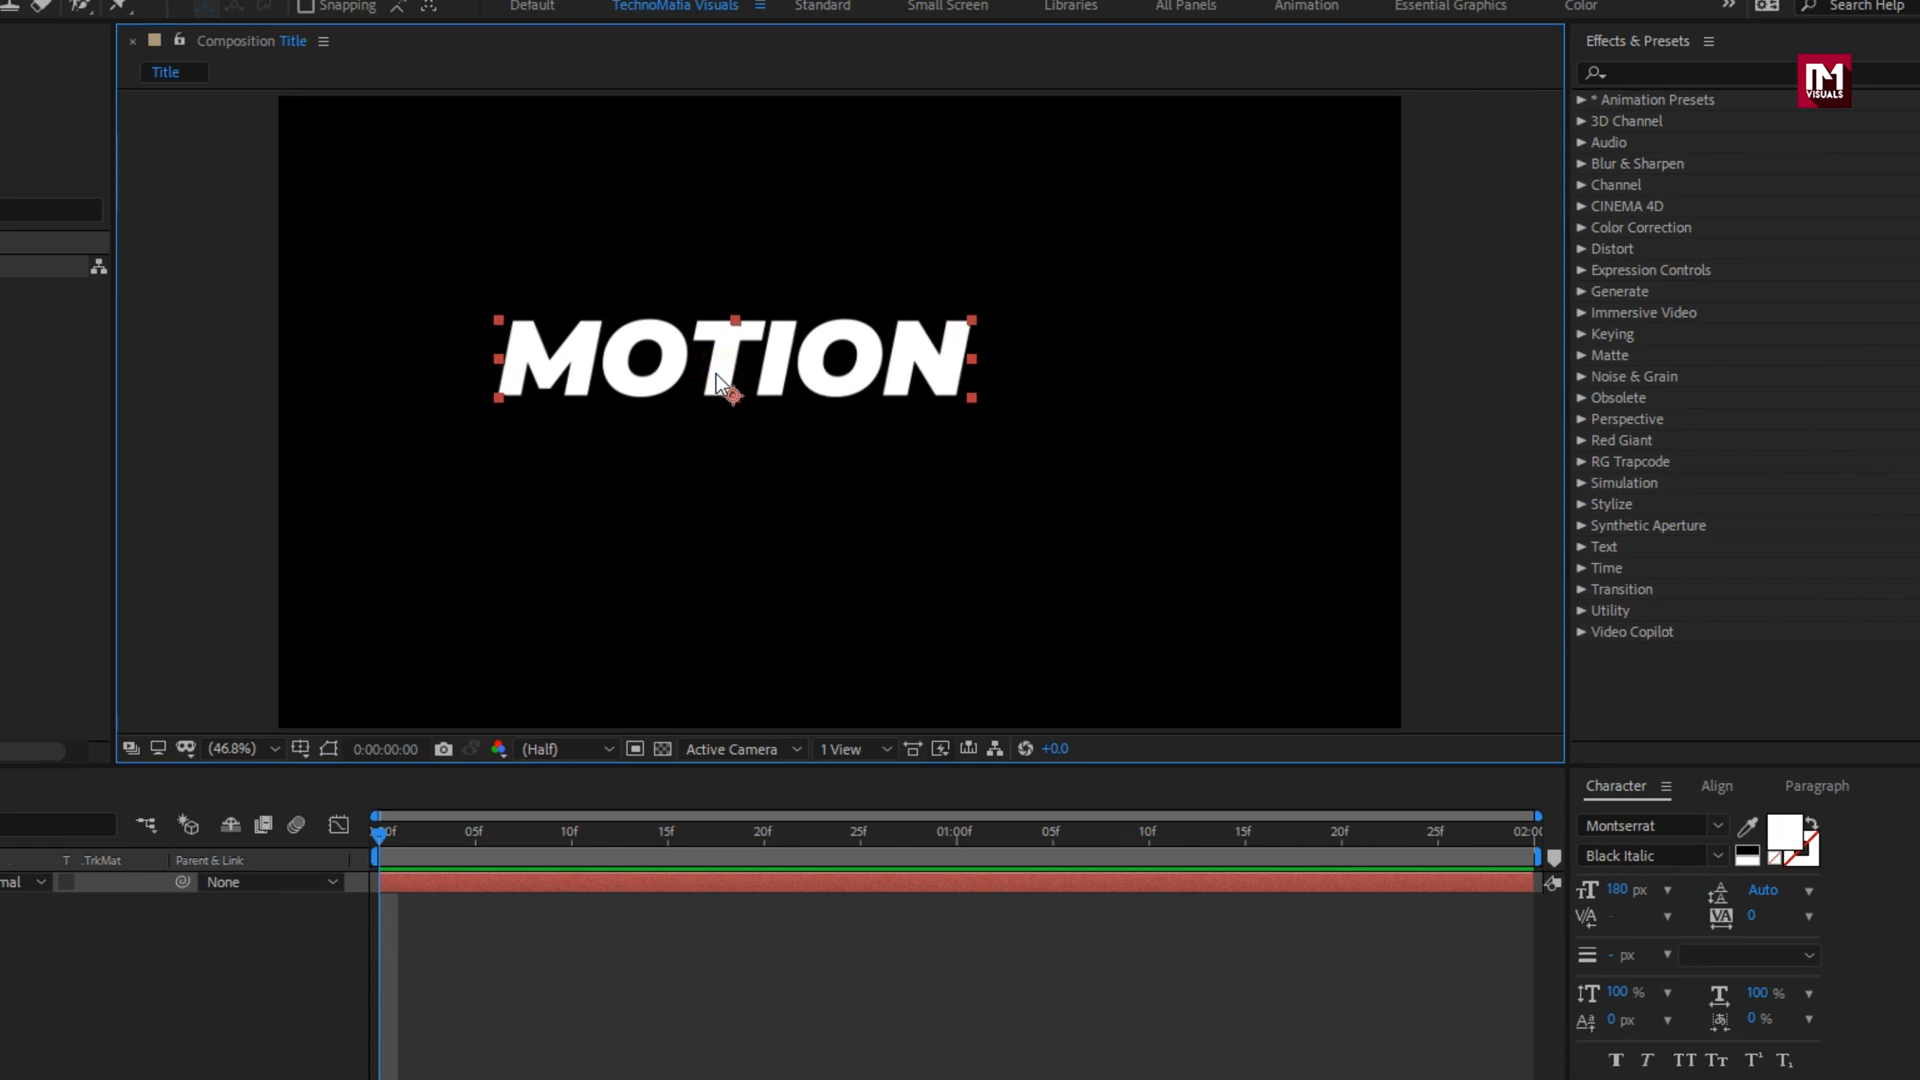 Snapping Default TechnoMafia Visuals Standard Small Screen Libraries All Panels Animation Essential Graphics Color Search Help
Composition Title
Title
MOTION
(46.8%) 0:00:00:00 (Half) Active Camera 1 View +0.0
Effects & Presets
VISUALS
* Animation Presets
3D Channel
Audio
Blur & Sharpen
Channel
CINEMA 4D
Color Correction
Distort
Expression Controls
Generate
Immersive Video
Keying
Matte
Noise & Grain
Obsolete
Perspective
Red Giant
RG Trapcode
Simulation
Stylize
Synthetic Aperture
Text
Time
Transition
Utility
Video Copilot
05f 10f 15f 20f 25f 01:00f 05f 10f 15f 20f 25f
T .TrkMat Parent & Link
None
Character Align Paragraph
Montserrat
Black Italic
180 px Auto
0
- px
100 % 100 %
0 px 0 %